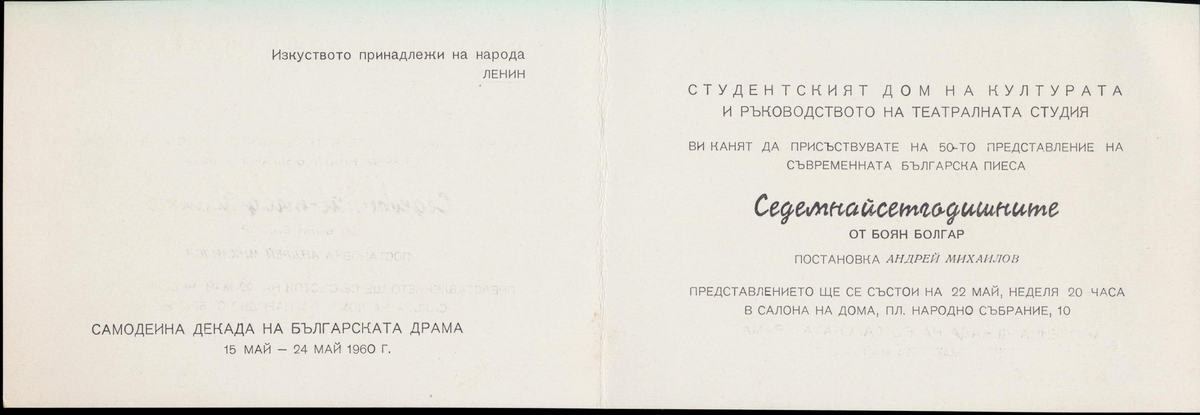 Изкуството принадлежи на народа
ЛЕНИН
САМОДЕИНА ДЕКАДА НА БЪЛГАРСКАТА ДРАМА
15 МАЙ — 24 МАЙ 1960 Г.
СТУДЕНТСКИЯТ ДОМ НА КУЛТУРАТА
И РЪКОВОДСТВОТО НА ТЕАТРАЛНАТА СТУДИЯ
ВИ КАНЯТ ДА ПРИСЪСТВУВАТЕ НА 50-ТО ПРЕДСТАВЛЕНИЕ НА
СЪВРЕМЕННАТА БЪЛГАРСКА ПИЕСА
Седемнайсетгодишните
ОТ БОЯН БОЛГАР
ПОСТАНОВКА АНДРЕЙ МИХАИЛОВ
ПРЕДСТАВЛЕНИЕТО ЩЕ СЕ СЪСТОИ НА 22 МАЙ, НЕДЕЛЯ 20 ЧАСА
В САЛОНА НА ДОМА, ПЛ. НАРОДНО СЪБРАНИЕ, 10